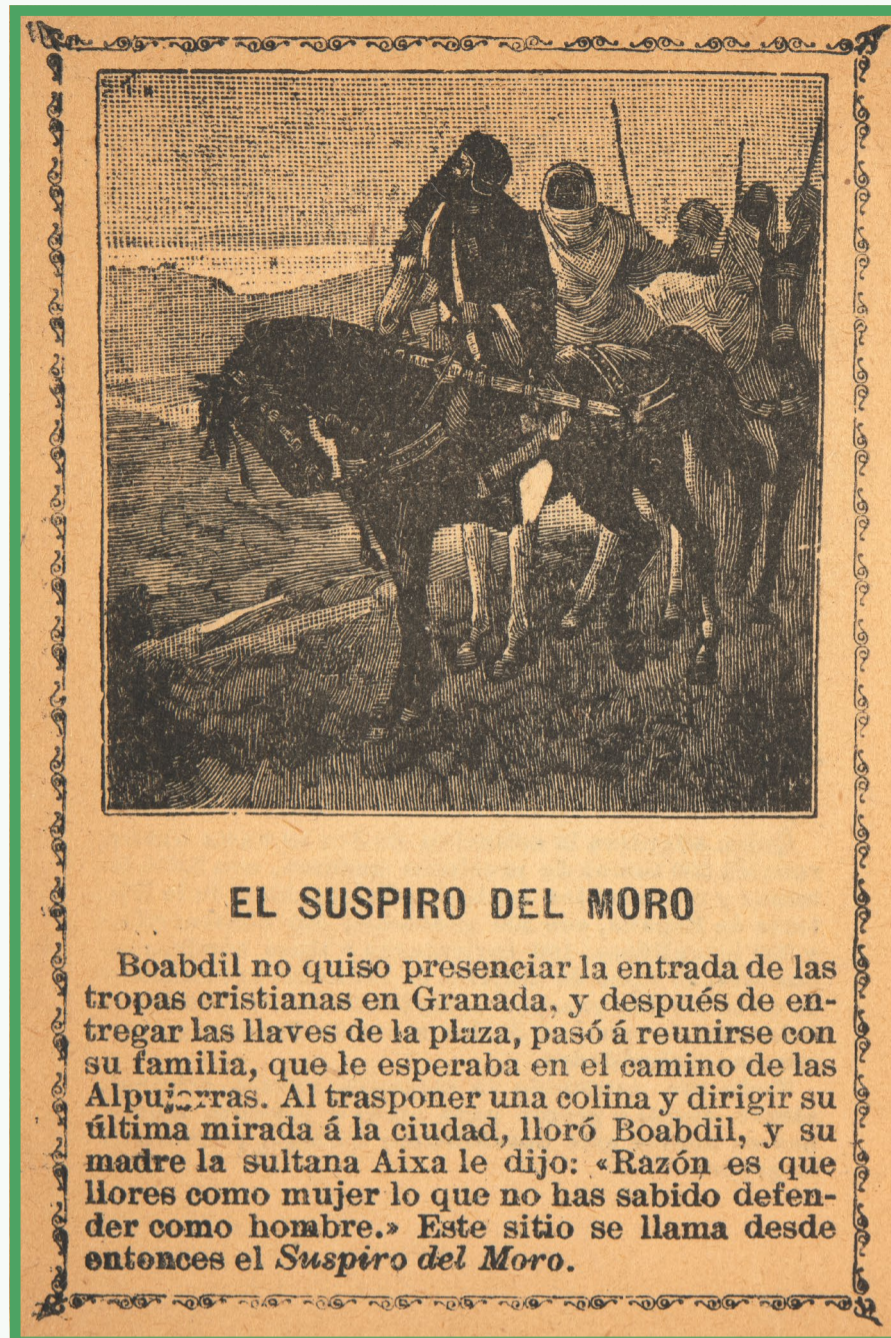 EL SUSPIRO DEL MORO
Boabdil no quiso presenciar la entrada de las
tropas cristianas en Granada, y después de en-
tregar las llaves de la plaza, pasó á reunirse con
su familia, que le esperaba en el camino de las
Alpujarras. Al trasponer una colina y dirigir su
última mirada á la ciudad, lloró Boabdil, y su
madre la sultana Aixa le dijo: «Razón es que
llores como mujer lo que no has sabido defen-
der como hombre.» Este sitio se llama desde
entonces el Suspiro del Moro.